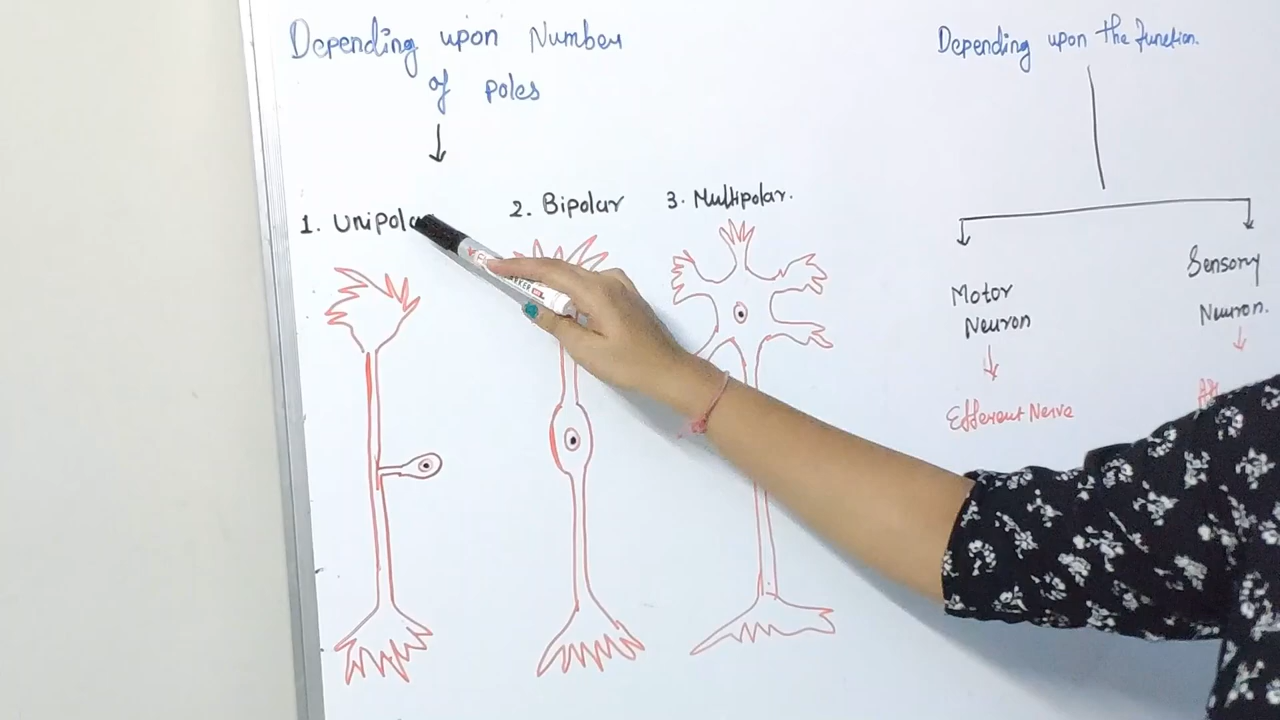 Depending upon Number
of poles
1. Unipolar
2. Bipolar
3. Multipolar.
Depending upon the function.
Motor
Neuron
Efferent Nerve
Sensory
Neuron.